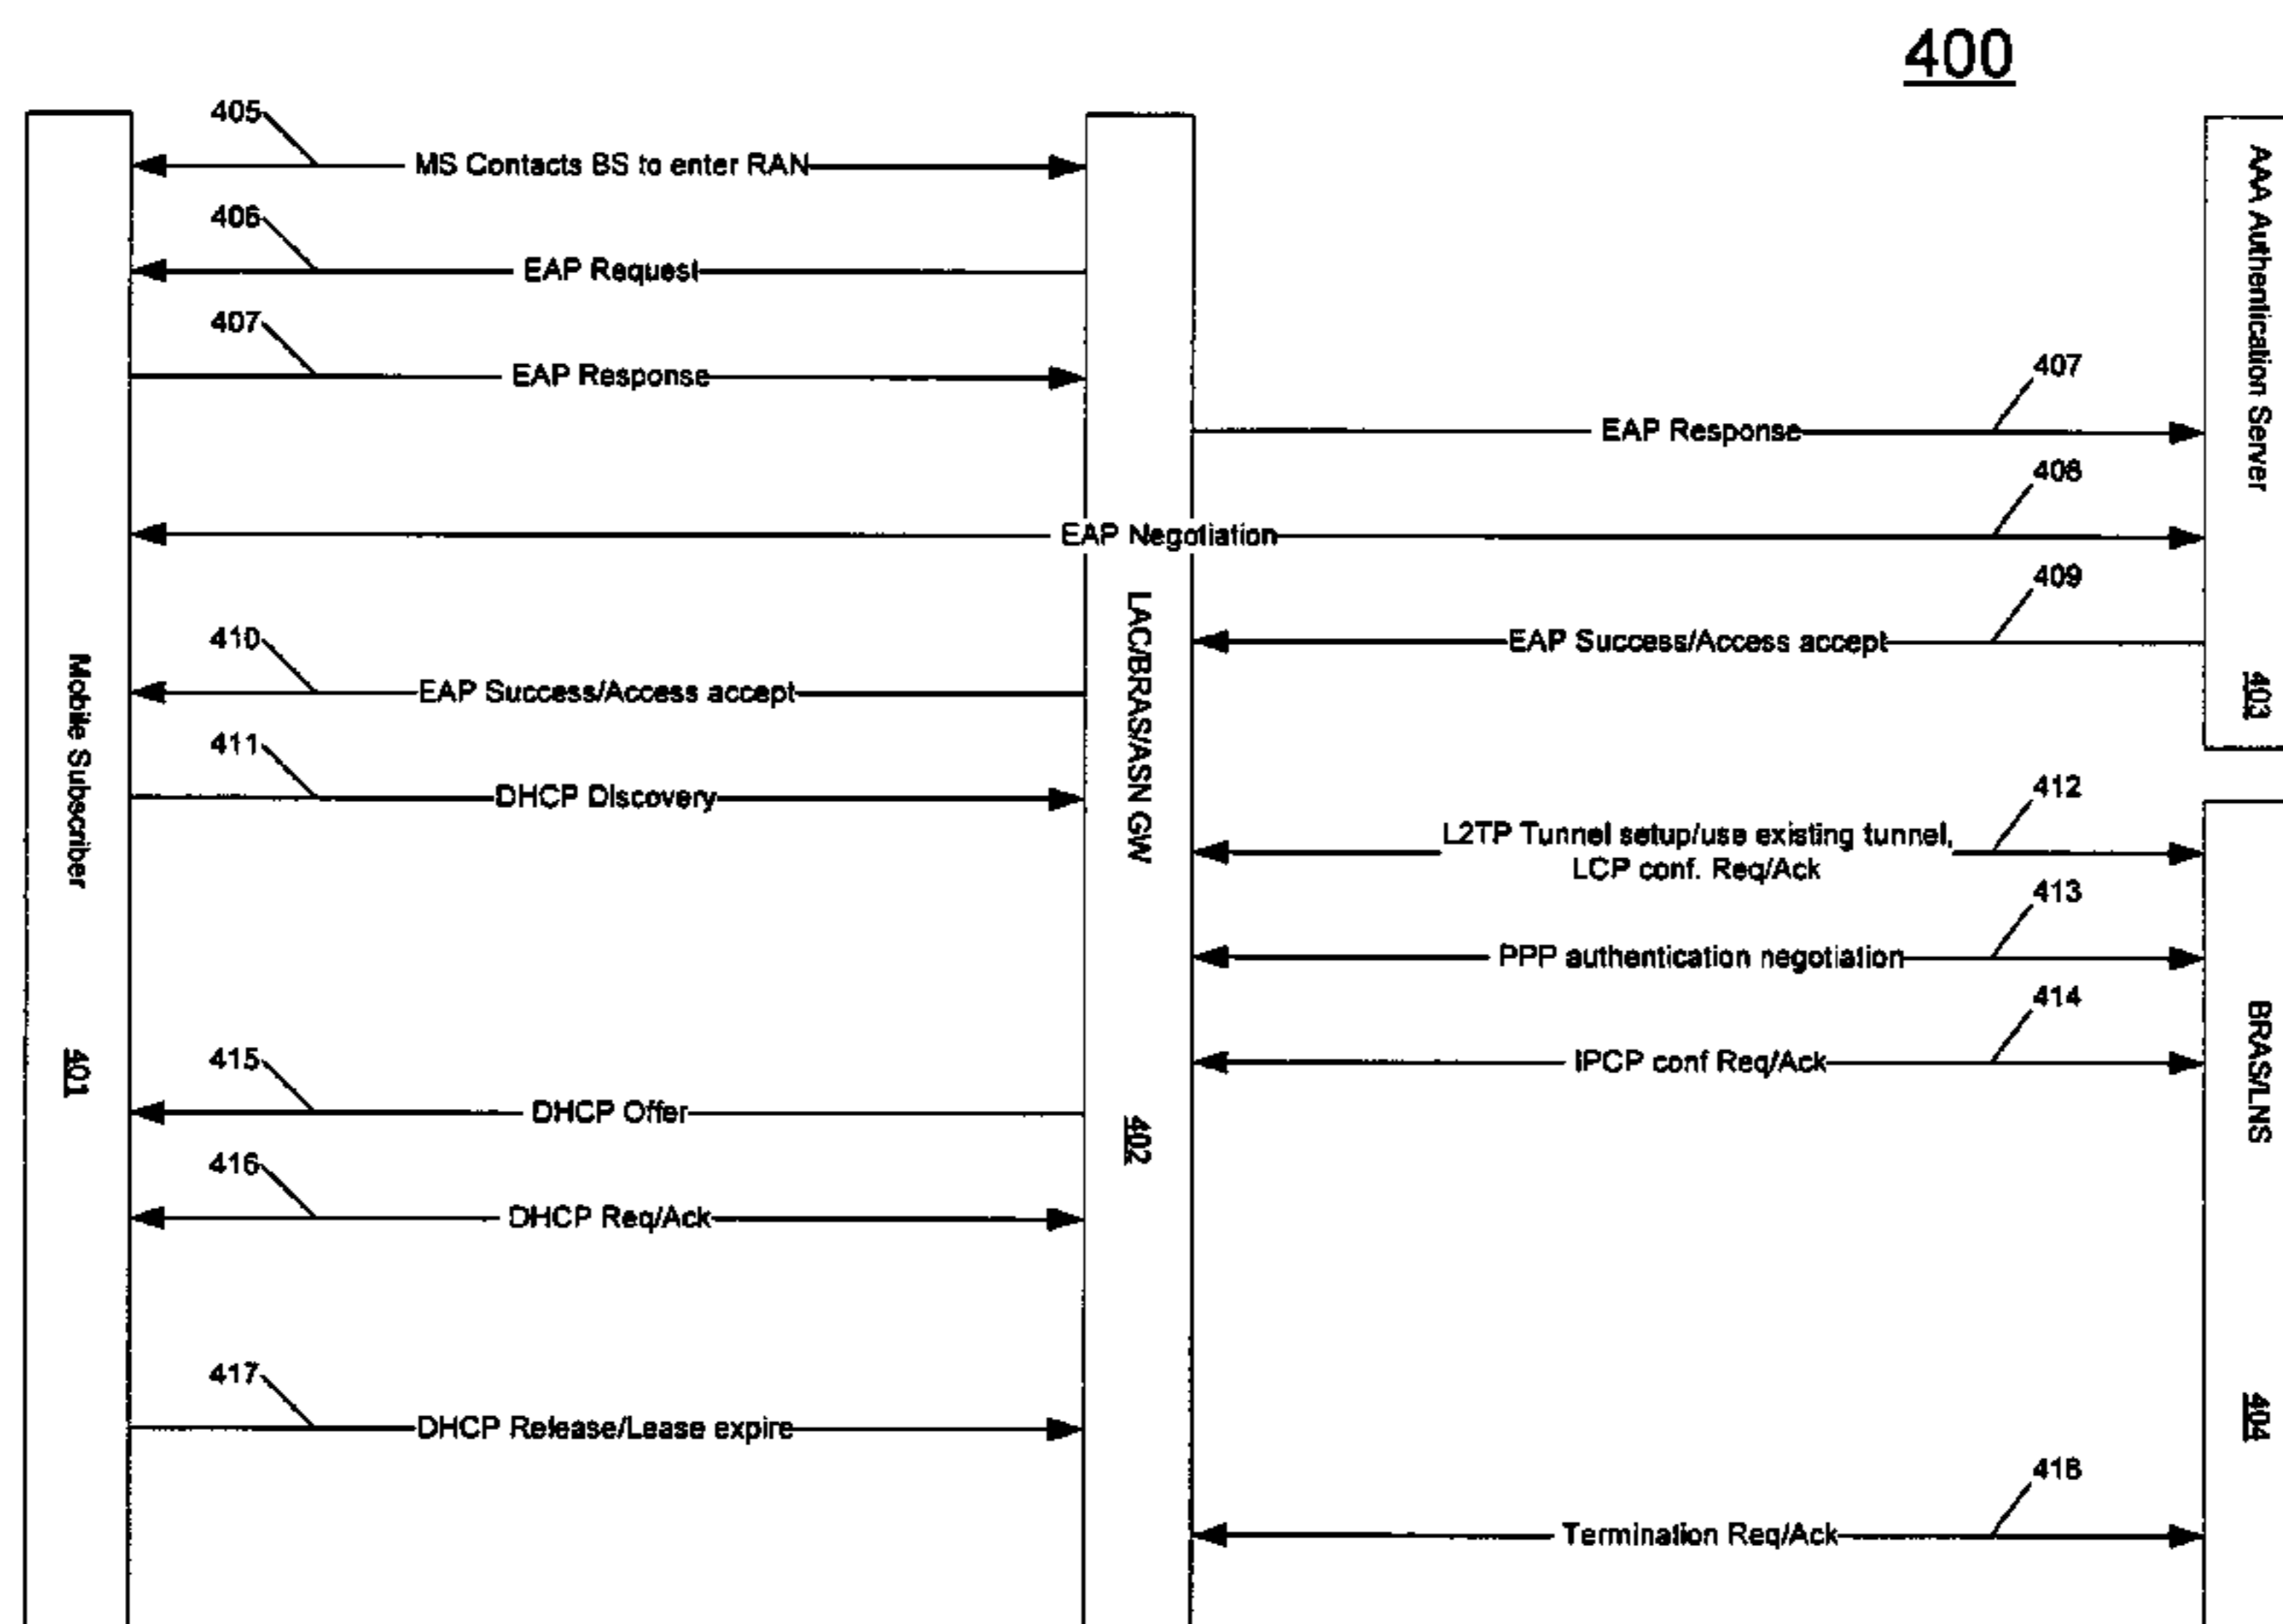 400
405
MS Contacts BS to enter RAN
406
EAP Request
407
EAP Response
407
EAP Response
408
EAP Negotiation
409
EAP Success/Access accept
410
EAP Success/Access accept
411
DHCP Discovery
412
L2TP Tunnel setup/use existing tunnel,
LCP conf. Req/Ack
413
PPP authentication negotiation
414
IPCP conf Req/Ack
415
DHCP Offer
416
DHCP Req/Ack
417
DHCP Release/Lease expire
418
Termination Req/Ack
Mobile Subscriber
401
LAC/BRAS/ASN GW
402
AAA Authentication Server
403
BRAS/LNS
404